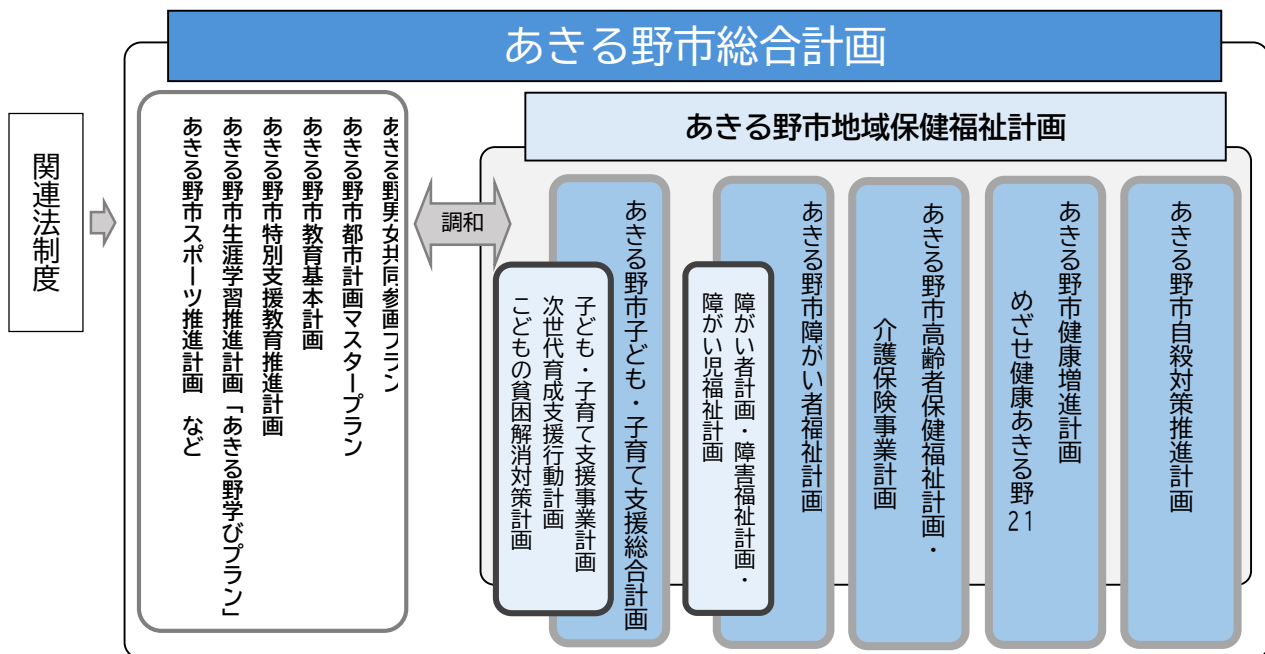 あきる野市総合計画
関連法制度
あきる野男女共同参画プラン
あきる野市都市計画マスタープラン
あきる野市教育基本計画
あきる野市特別支援教育推進計画
あきる野市生涯学習推進計画「あきる野学びプラン」
あきる野市スポーツ推進計画 など
調和
あきる野市地域保健福祉計画
あきる野市自殺対策推進計画
あきる野市健康増進計画
めざせ健康あきる野21
あきる野市高齢者保健福祉計画・
介護保険事業計画
あきる野市障がい者福祉計画
障がい者計画・障害福祉計画・
障がい児福祉計画
あきる野市子ども・子育て支援総合計画
子ども・子育て支援事業計画
次世代育成支援行動計画
こどもの貧困解消対策計画